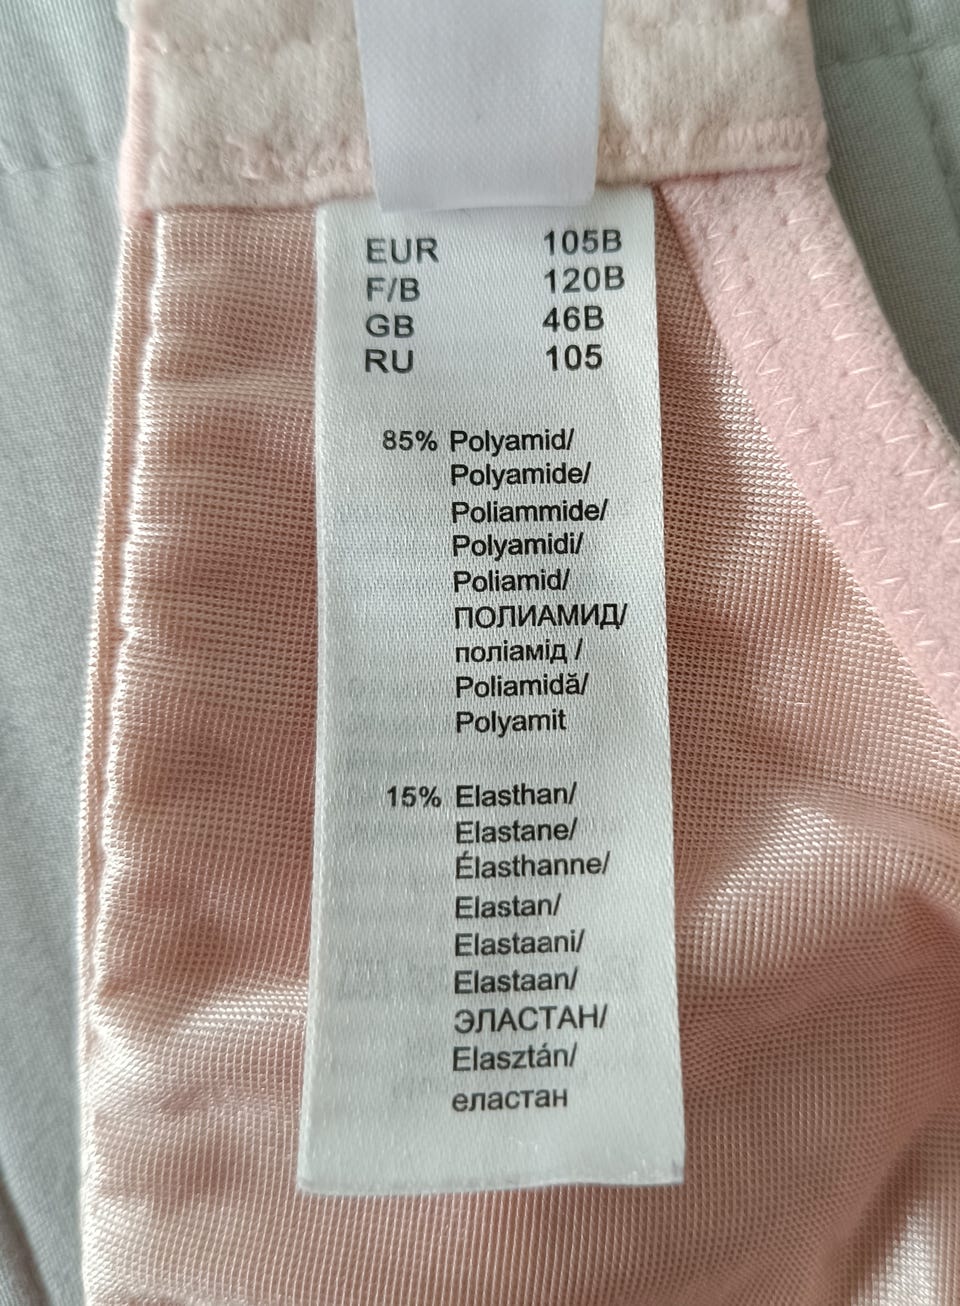 EUR 105B
F/B 120B
GB 46B
RU 105
85% Polyamid/
Polyamide/
Poliammide/
Polyamidi/
Poliamid/
ПОЛИАМИД/
поліамід /
Poliamidă/
Polyamit
15% Elasthan/
Elastane/
Élasthanne/
Elastan/
Elastaani/
Elastaan/
ЭЛАСТАН/
Elasztán/
еластан